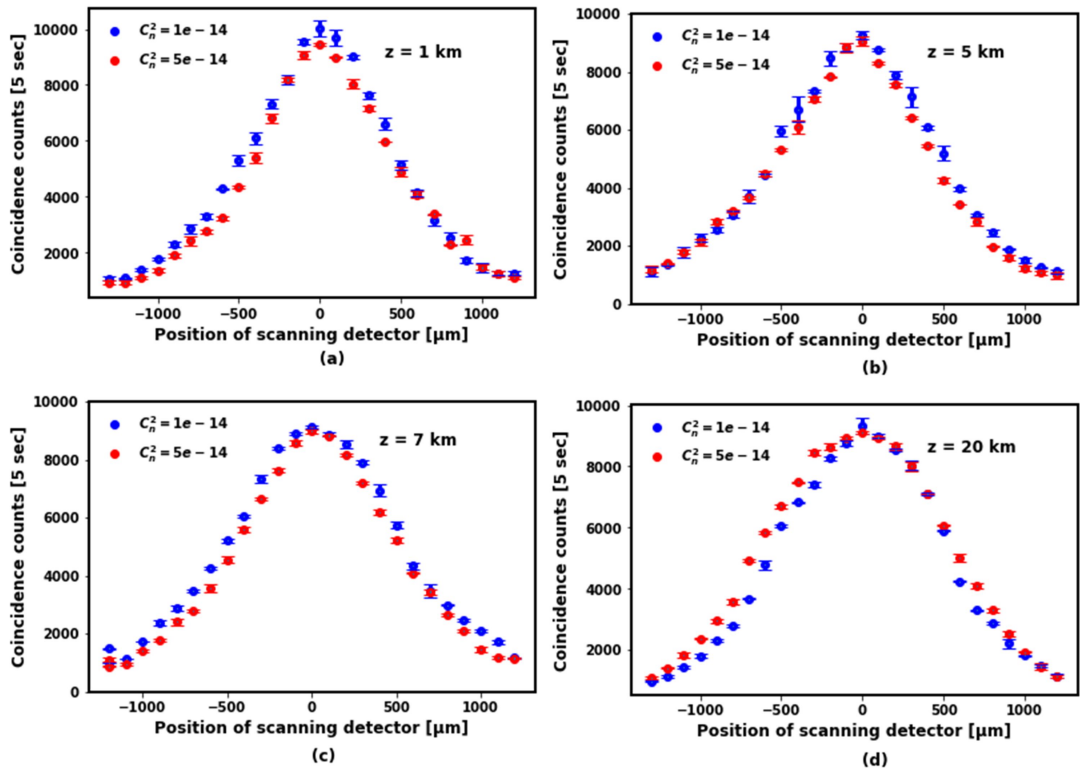 10000
8000
6000
4000
2000
Coincidence counts [5 sec]
C_n^2 = 1e − 14
C_n^2 = 5e − 14
z = 1 km
−1000 −500 0 500 1000
Position of scanning detector [μm]
(a)
10000
8000
6000
4000
2000
0
Coincidence counts [5 sec]
C_n^2 = 1e − 14
C_n^2 = 5e − 14
z = 5 km
−1000 −500 0 500 1000
Position of scanning detector [μm]
(b)
10000
8000
6000
4000
2000
0
Coincidence counts [5 sec]
C_n^2 = 1e − 14
C_n^2 = 5e − 14
z = 7 km
−1000 −500 0 500 1000
Position of scanning detector [μm]
(c)
10000
8000
6000
4000
2000
Coincidence counts [5 sec]
C_n^2 = 1e − 14
C_n^2 = 5e − 14
z = 20 km
−1000 −500 0 500 1000
Position of scanning detector [μm]
(d)